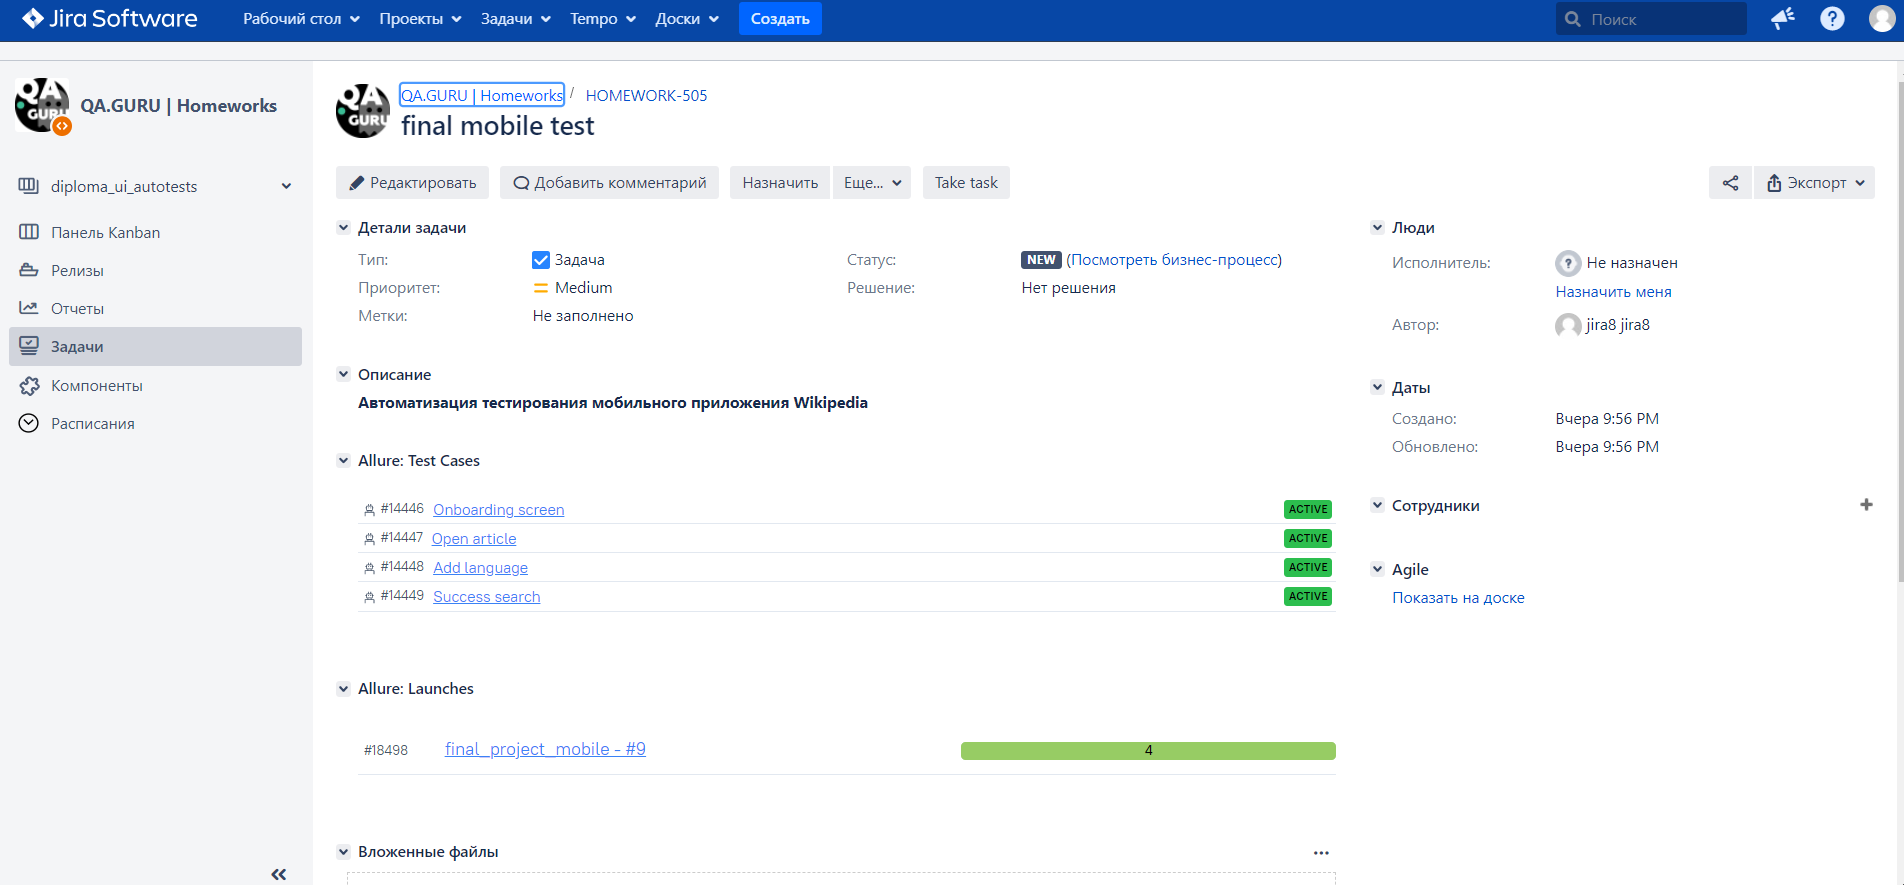 Jira Software
Рабочий стол
Проекты
Задачи
Tempo
Доски
Создать
Поиск
QA.GURU | Homeworks
diploma_ui_autotests
Панель Kanban
Релизы
Отчеты
Задачи
Компоненты
Расписания
QA.GURU | Homeworks / HOMEWORK-505
final mobile test
Редактировать
Добавить комментарий
Назначить
Еще...
Take task
Экспорт
Детали задачи
Тип: Задача
Статус: NEW (Посмотреть бизнес-процесс)
Приоритет: Medium
Решение: Нет решения
Метки: Не заполнено
Описание
Автоматизация тестирования мобильного приложения Wikipedia
Allure: Test Cases
#14446 Onboarding screen ACTIVE
#14447 Open article ACTIVE
#14448 Add language ACTIVE
#14449 Success search ACTIVE
Allure: Launches
#18498 final_project_mobile - #9 4
Вложенные файлы
Люди
Исполнитель: Не назначен
Назначить меня
Автор: jira8 jira8
Даты
Создано: Вчера 9:56 PM
Обновлено: Вчера 9:56 PM
Сотрудники
Agile
Показать на доске